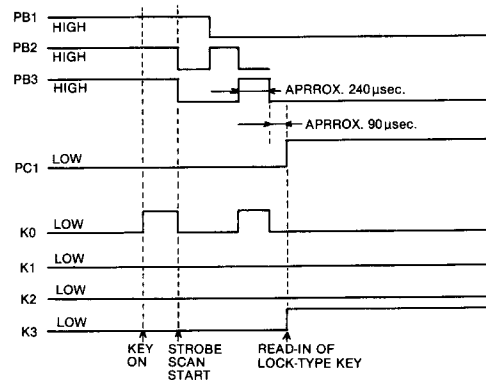 PB1 HIGH
PB2 HIGH
PB3 HIGH
APRROX. 240μsec.
APRROX. 90μsec.
PC1 LOW
K0 LOW
K1 LOW
K2 LOW
K3 LOW
KEY ON
STROBE SCAN START
READ-IN OF LOCK-TYPE KEY